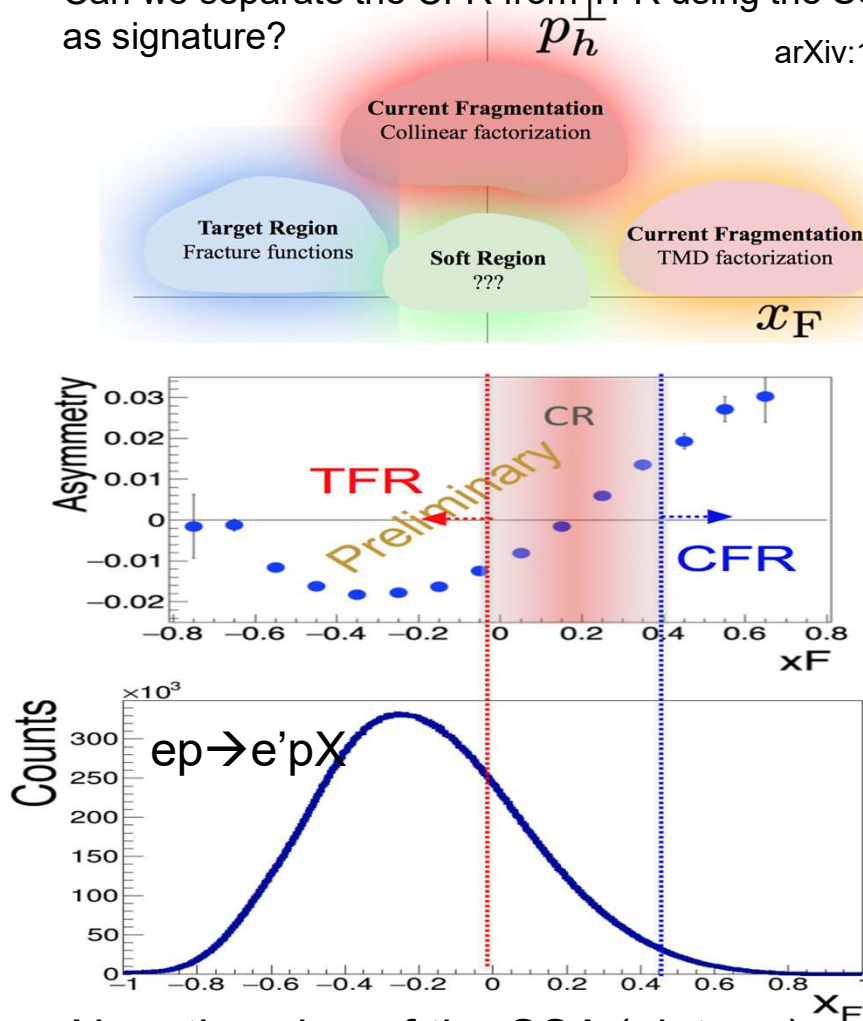 as signature?
p_h^⊥
arXiv:1
Current Fragmentation
Collinear factorization
Target Region
Fracture functions
Soft Region
???
Current Fragmentation
TMD factorization
x_F
Asymmetry
0.03
0.02
0.01
0
−0.01
−0.02
TFR
Preliminary
CR
CFR
−0.8 −0.6 −0.4 −0.2 0 0.2 0.4 0.6 0.8
xF
×10³
Counts
300
250
200
150
100
50
0
ep→e'pX
−1 −0.8 −0.6 −0.4 −0.2 0 0.2 0.4 0.6 0.8 1
x_F